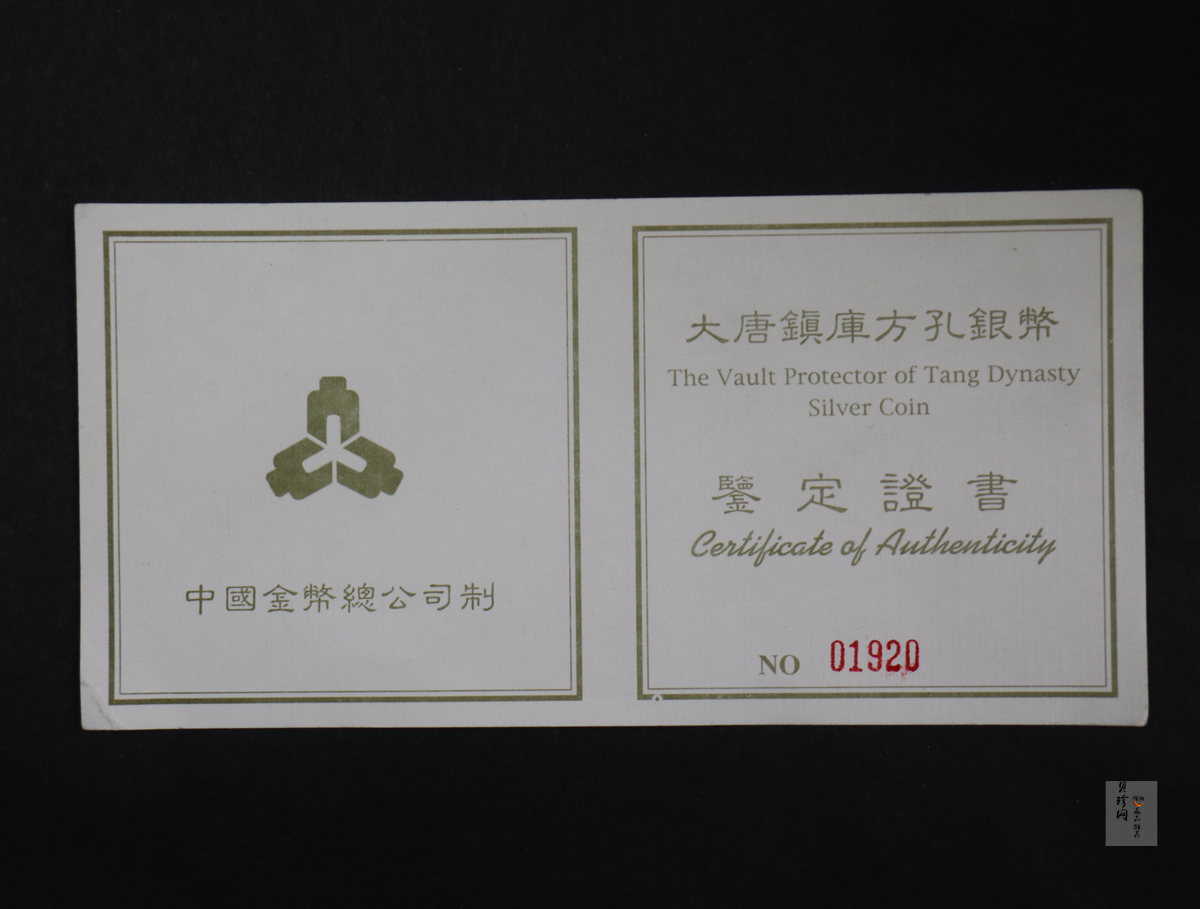 中國金幣總公司制
大唐鎮庫方孔銀幣
The Vault Protector of Tang Dynasty
Silver Coin
鑒定證書
Certificate of Authenticity
NO 01920